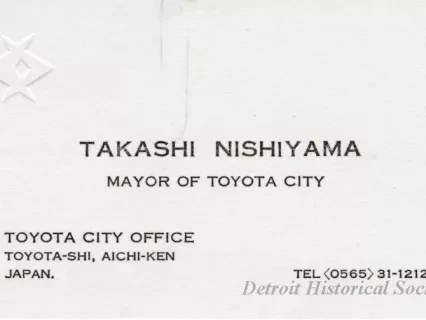 TAKASHI NISHIYAMA
MAYOR OF TOYOTA CITY
TOYOTA CITY OFFICE
TOYOTA-SHI, AICHI-KEN
JAPAN.
TEL〈0565〉31-1212
Detroit Historical Soc